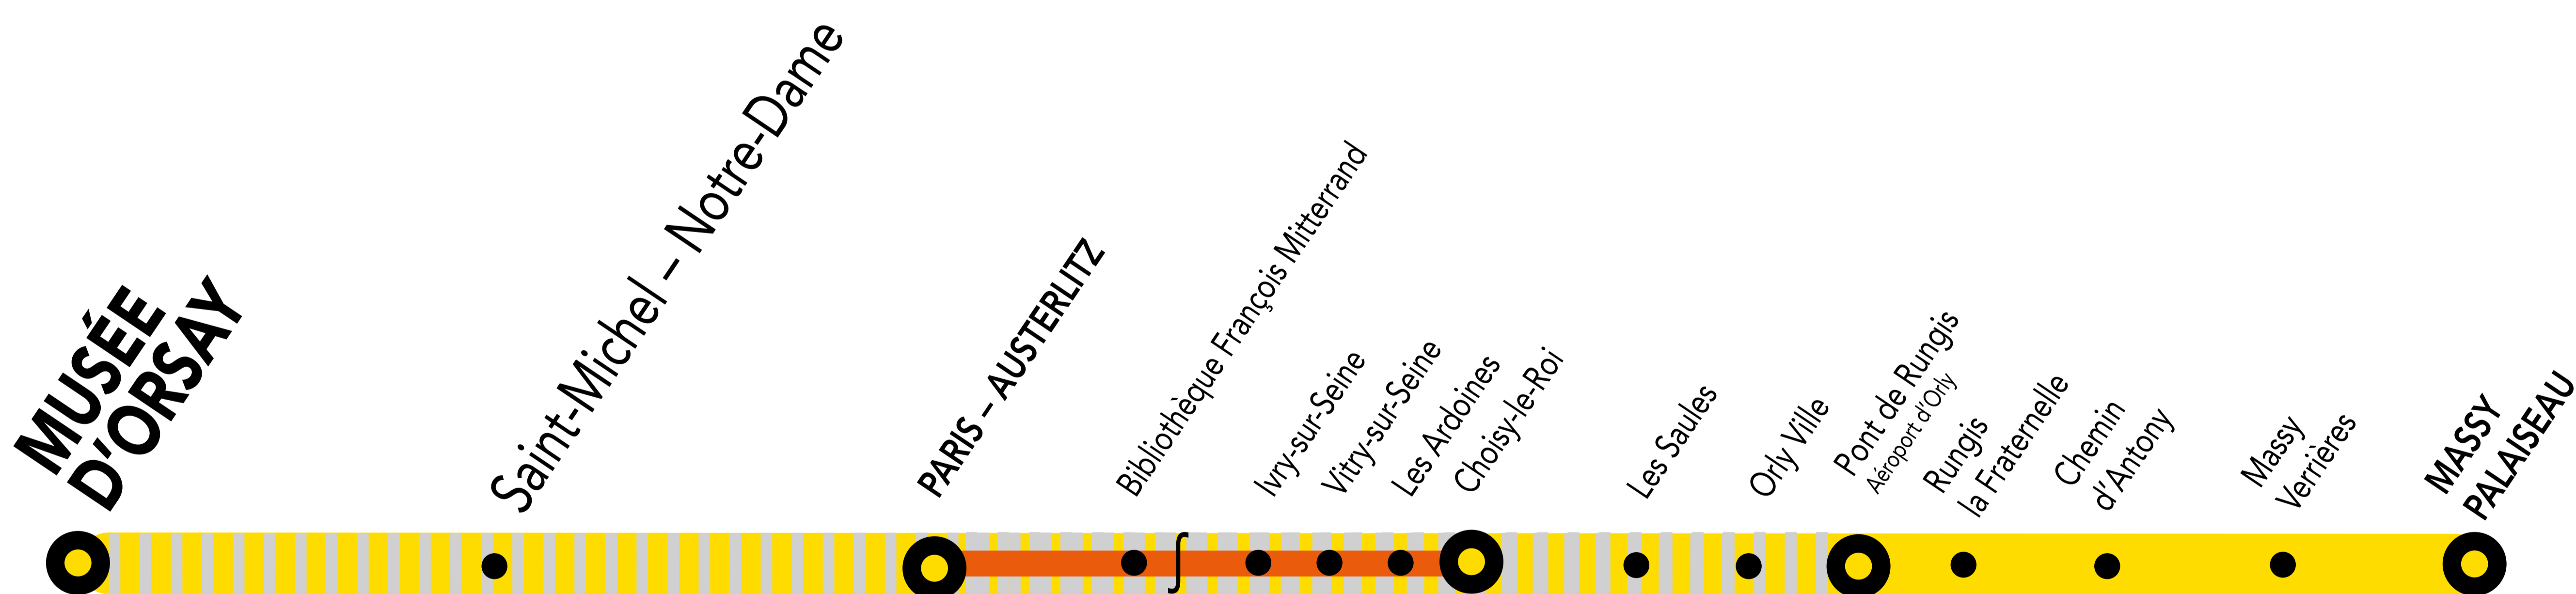 MUSÉE
D'ORSAY
Saint-Michel – Notre-Dame
PARIS – AUSTERLITZ
Bibliothèque François Mitterrand
Ivry-sur-Seine
Vitry-sur-Seine
Les Ardoines
Choisy-le-Roi
Les Saules
Orly Ville
Pont de Rungis
Aéroport d'Orly
Rungis
la Fraternelle
Chemin
d'Antony
Massy
Verrières
MASSY
PALAISEAU